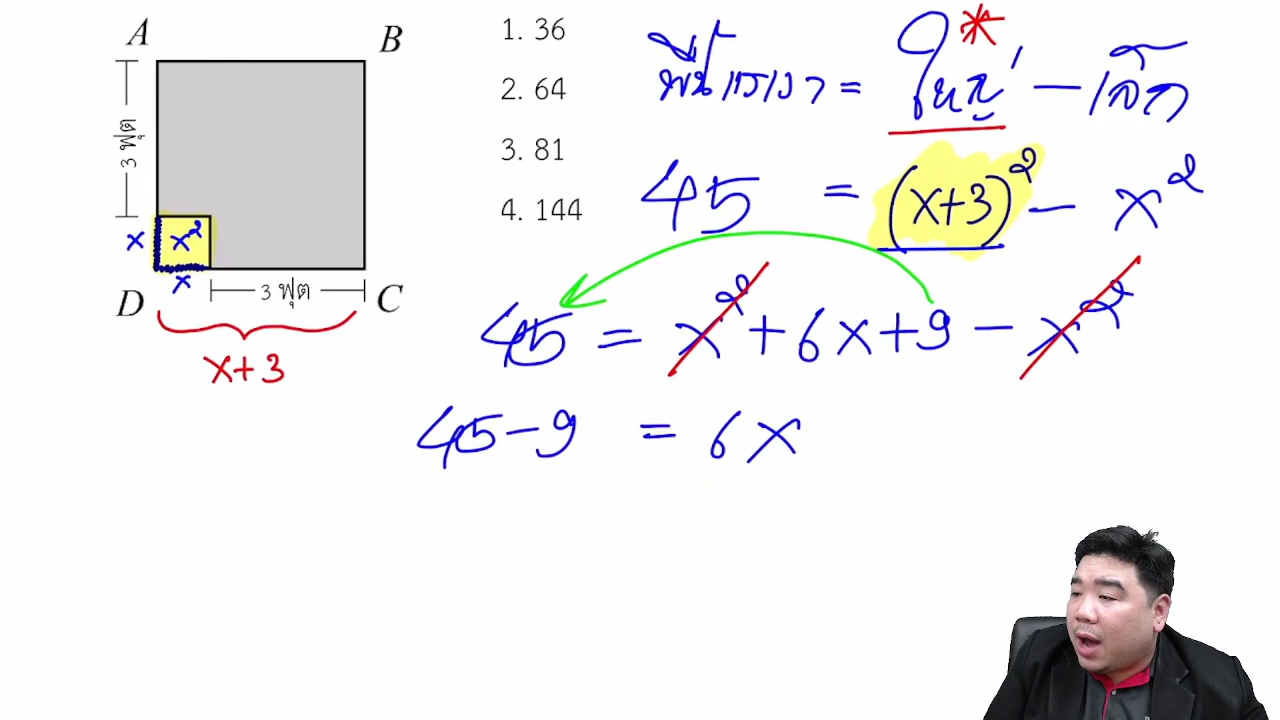 A
B
3 ฟุต
x
x²
x
D
3 ฟุต
C
x+3
1. 36
2. 64
3. 81
4. 144
พื้นที่แรเงา = ใหญ่ - เล็ก
*
45 = (x+3)² - x²
45 = x² + 6x + 9 - x²
45 - 9 = 6x